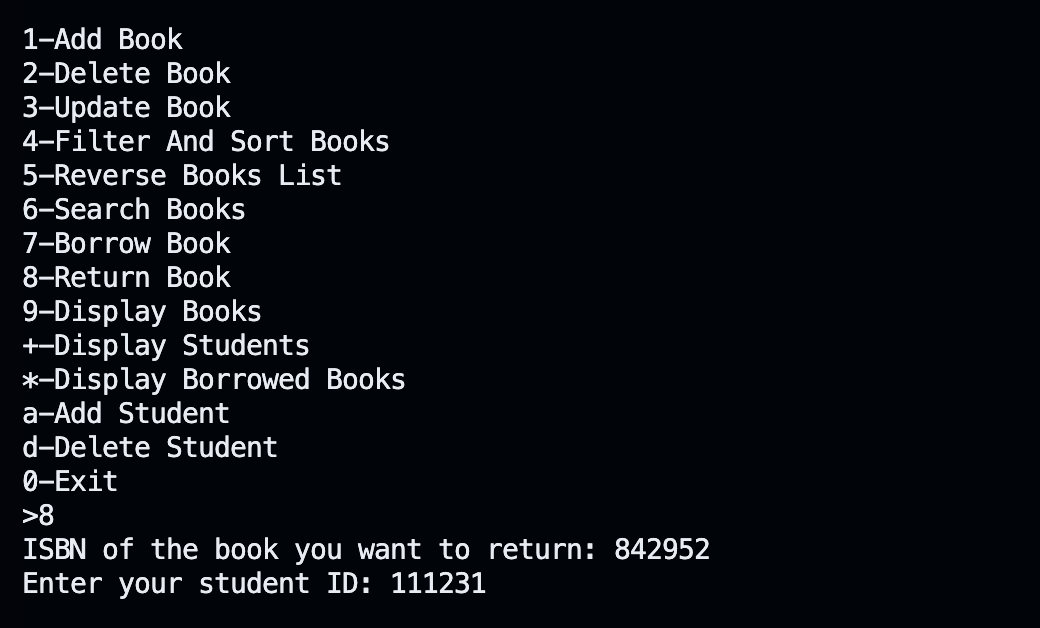 1-Add Book
2-Delete Book
3-Update Book
4-Filter And Sort Books
5-Reverse Books List
6-Search Books
7-Borrow Book
8-Return Book
9-Display Books
+-Display Students
*-Display Borrowed Books
a-Add Student
d-Delete Student
0-Exit
>8
ISBN of the book you want to return: 842952
Enter your student ID: 111231